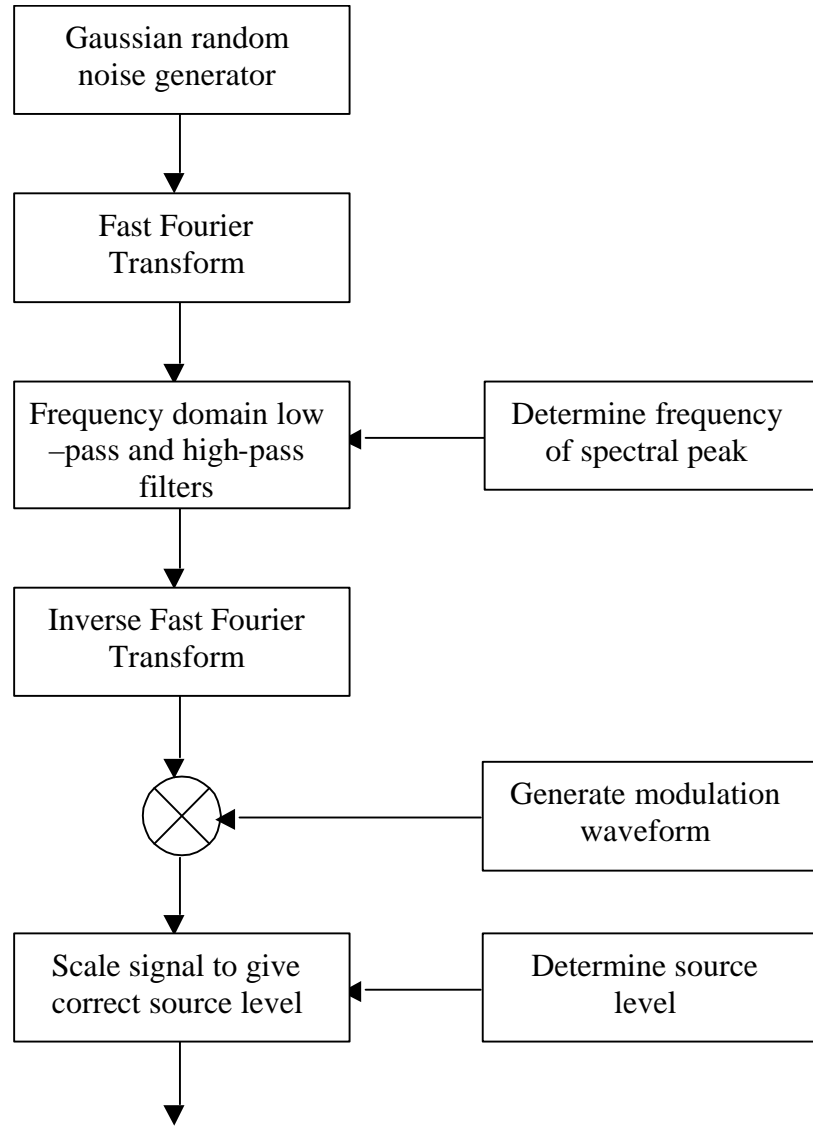 Gaussian random
noise generator
Fast Fourier
Transform
Frequency domain low
–pass and high-pass
filters
Determine frequency
of spectral peak
Inverse Fast Fourier
Transform
Generate modulation
waveform
Scale signal to give
correct source level
Determine source
level